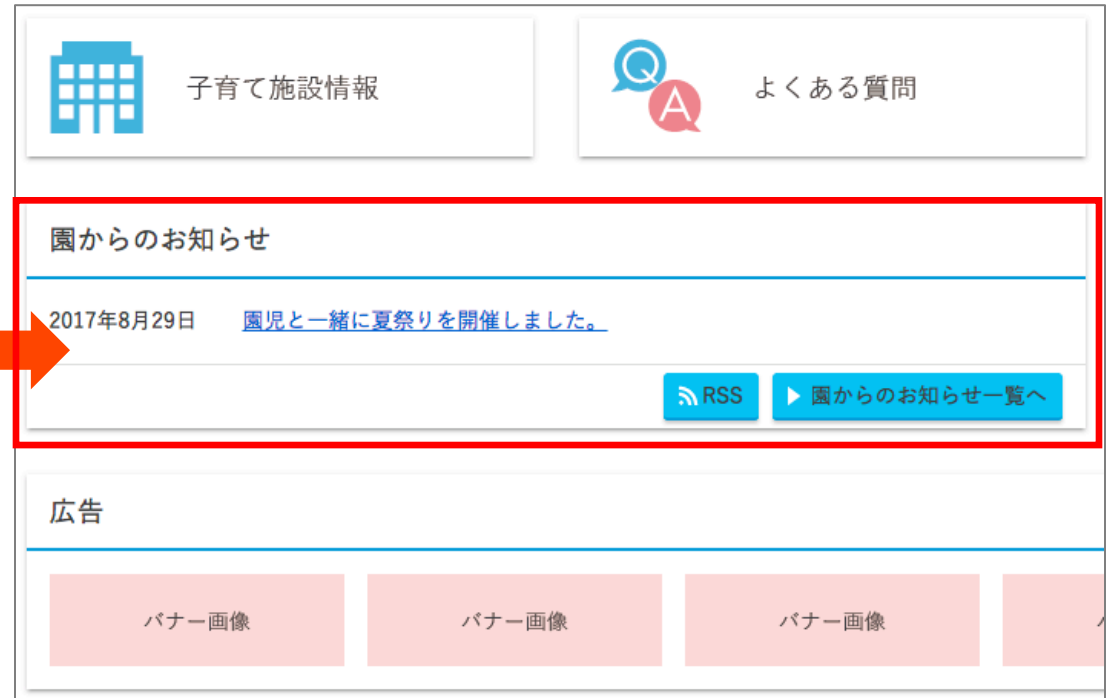 子育て施設情報
Q
A
よくある質問
園からのお知らせ
2017年8月29日 園児と一緒に夏祭りを開催しました。
RSS 園からのお知らせ一覧へ
広告
バナー画像 バナー画像 バナー画像